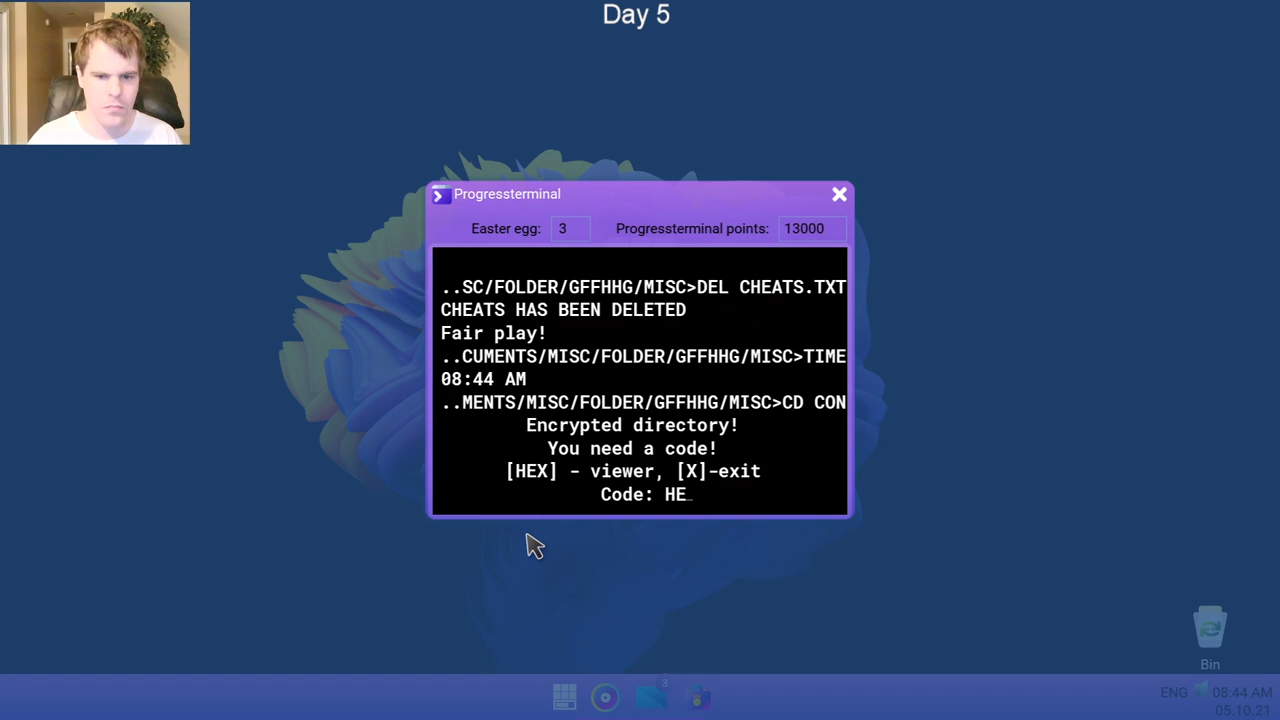 Day 5
Progressterminal
Easter egg: 3 Progressterminal points: 13000
..SC/FOLDER/GFFHHG/MISC>DEL CHEATS.TXT
CHEATS HAS BEEN DELETED
Fair play!
..CUMENTS/MISC/FOLDER/GFFHHG/MISC>TIME
08:44 AM
..MENTS/MISC/FOLDER/GFFHHG/MISC>CD CON
Encrypted directory!
You need a code!
[HEX] - viewer, [X]-exit
Code: HE_
Bin
3
ENG 08:44 AM
05.10.21